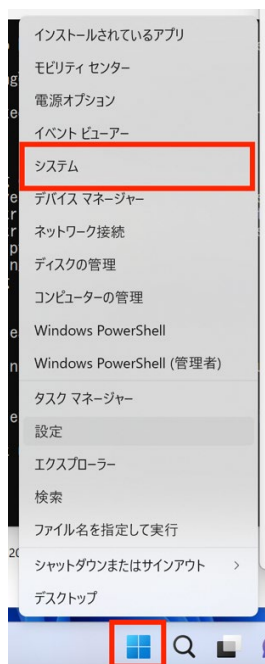 インストールされているアプリ
モビリティ センター
電源オプション
イベント ビューアー
システム
デバイス マネージャー
ネットワーク接続
ディスクの管理
コンピューターの管理
Windows PowerShell
Windows PowerShell (管理者)
タスク マネージャー
設定
エクスプローラー
検索
ファイル名を指定して実行
シャットダウンまたはサインアウト
デスクトップ